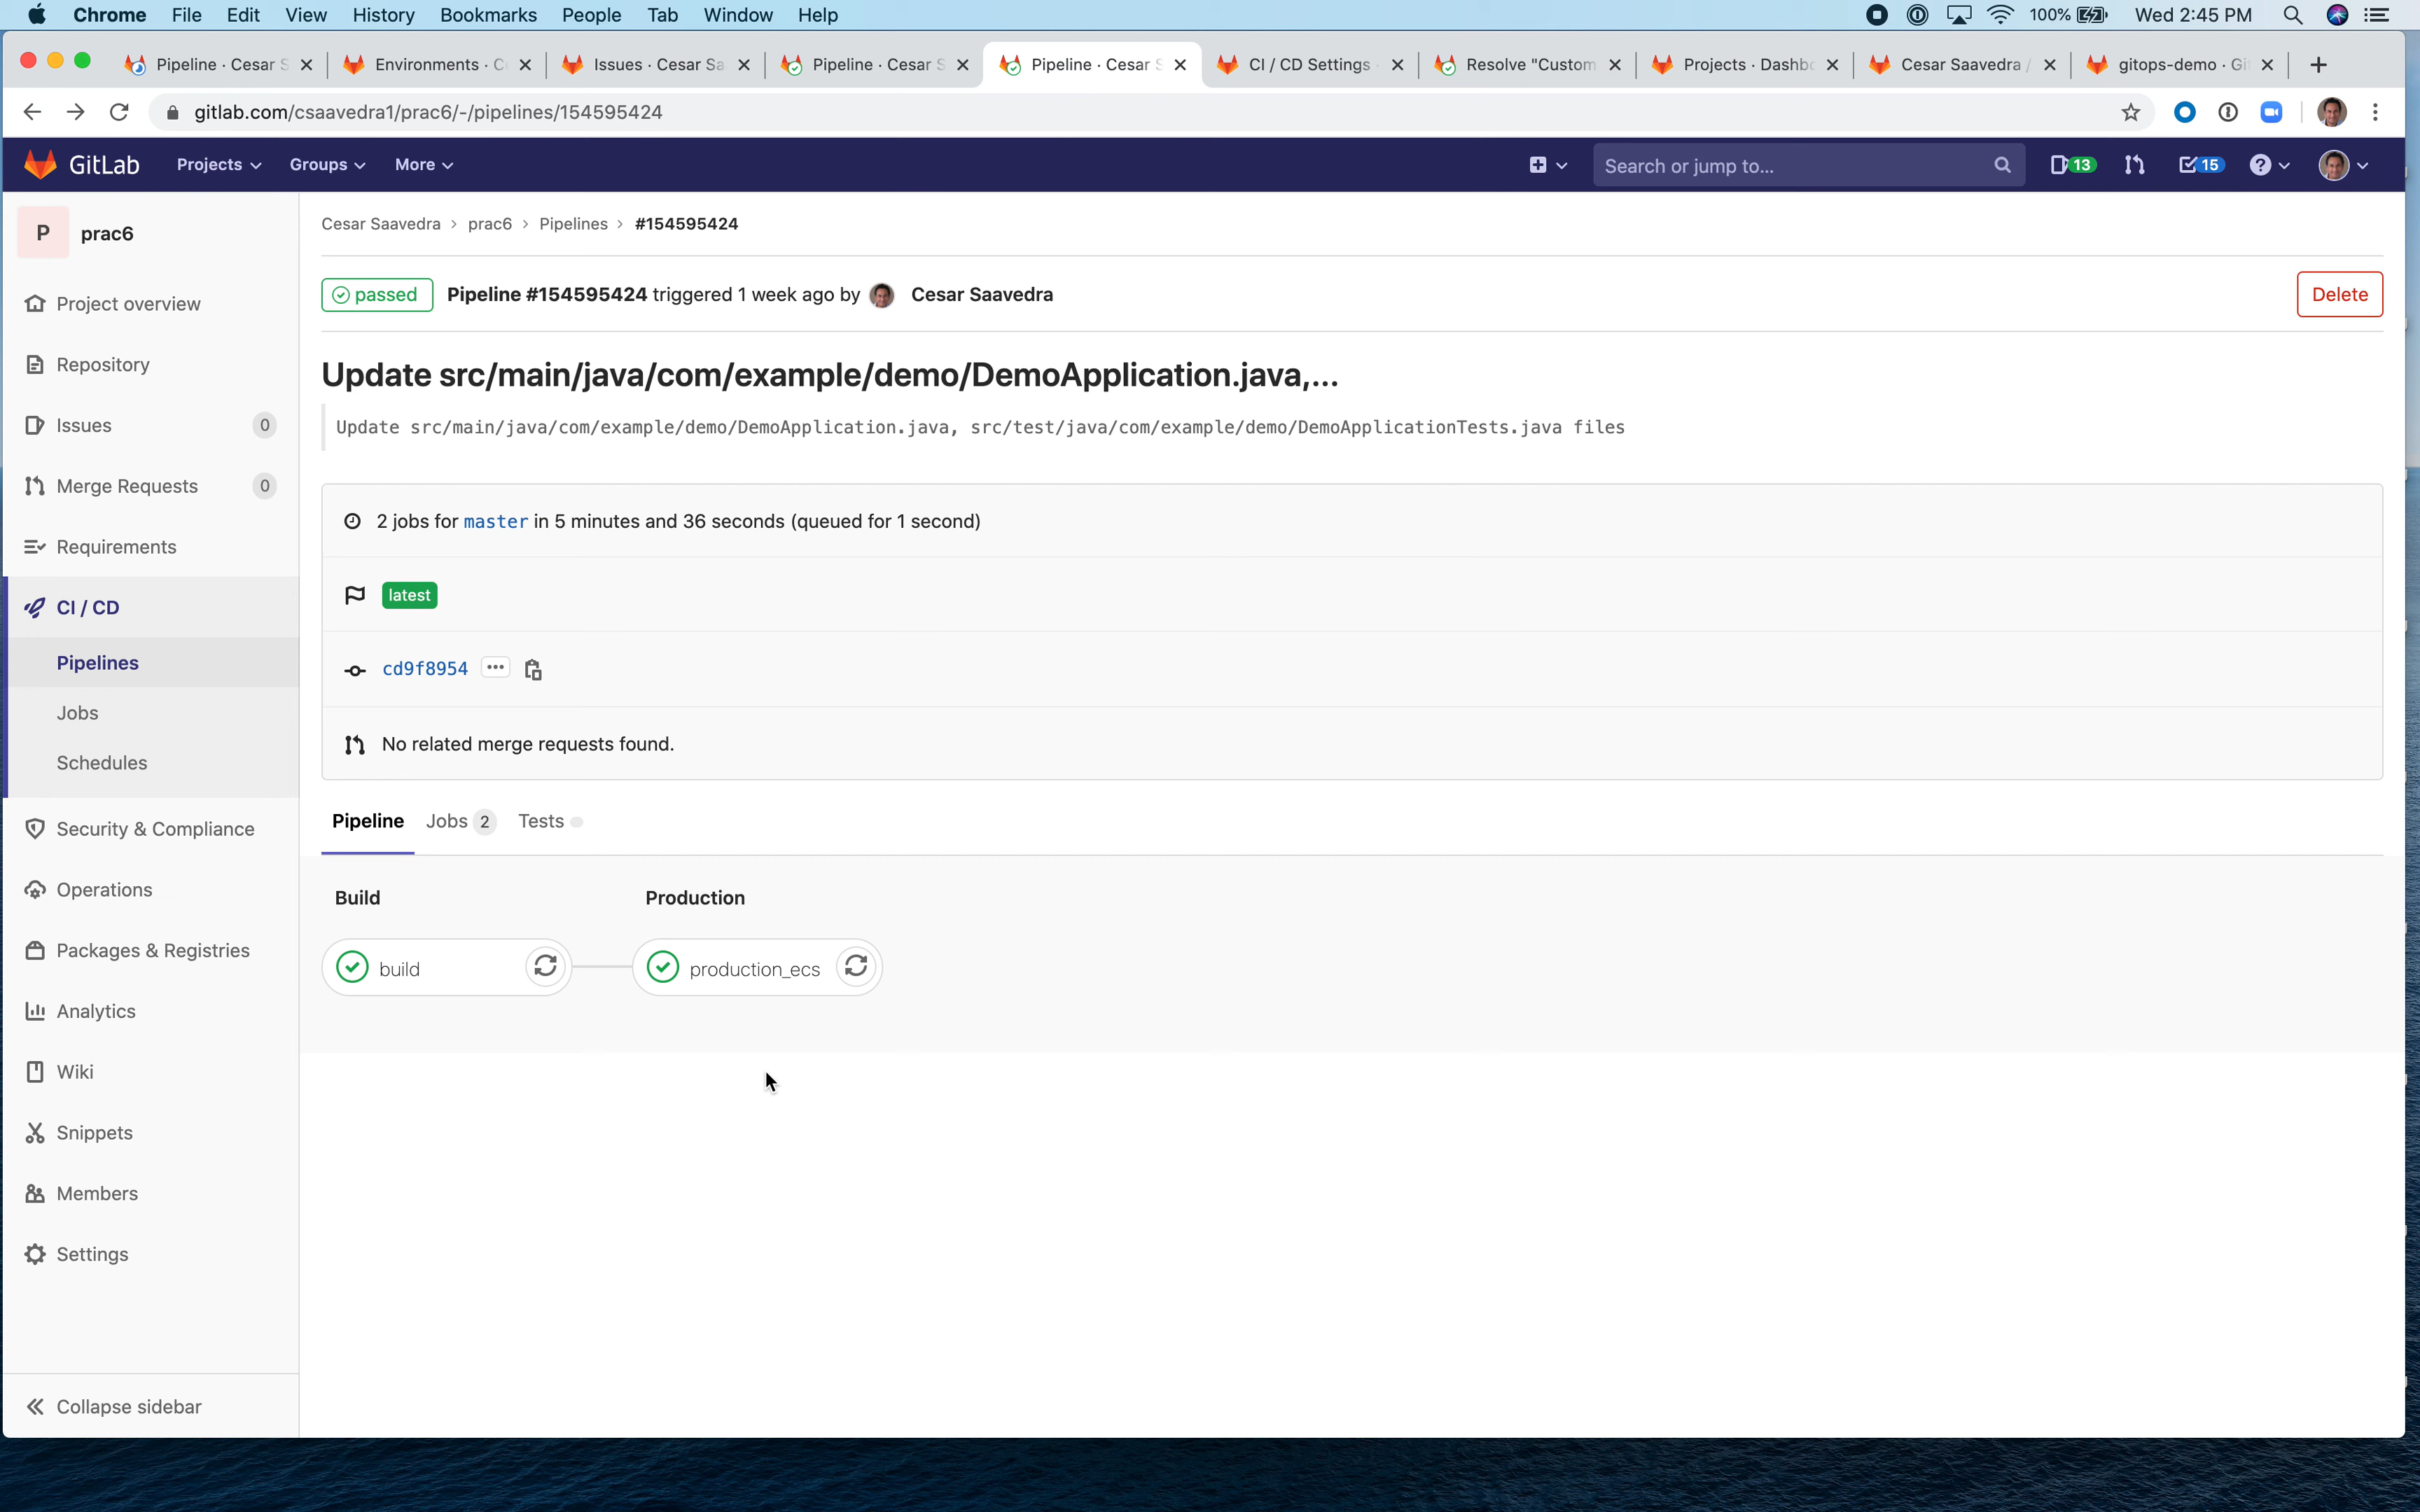 Chrome File Edit View History Bookmarks People Tab Window Help 100% Wed 2:45 PM
Pipeline · Cesar S Environments · C Issues · Cesar Sa Pipeline · Cesar S Pipeline · Cesar S CI / CD Settings · Resolve "Custom Projects · Dashbo Cesar Saavedra / gitops-demo · Git
gitlab.com/csaavedra1/prac6/-/pipelines/154595424
GitLab Projects Groups More Search or jump to... 13 15
P prac6
Project overview
Repository
Issues 0
Merge Requests 0
Requirements
CI / CD
Pipelines
Jobs
Schedules
Security & Compliance
Operations
Packages & Registries
Analytics
Wiki
Snippets
Members
Settings
Collapse sidebar
Cesar Saavedra › prac6 › Pipelines › #154595424
passed Pipeline #154595424 triggered 1 week ago by Cesar Saavedra Delete
Update src/main/java/com/example/demo/DemoApplication.java,...
Update src/main/java/com/example/demo/DemoApplication.java, src/test/java/com/example/demo/DemoApplicationTests.java files
2 jobs for master in 5 minutes and 36 seconds (queued for 1 second)
latest
cd9f8954 ...
No related merge requests found.
Pipeline Jobs 2 Tests
Build Production
build production_ecs